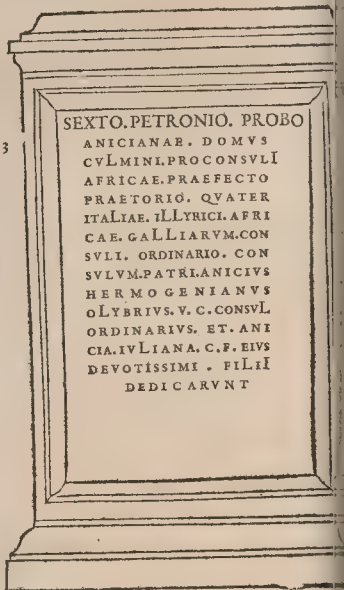 SEXTO.PETRONIO. PROBO
ANICIANAE. DOMVS
CVLMINI.PROCONSVLI
AFRICAE.PRAEFECTO
PRAETORIO. QVATER
ITALIAE. ILLYRICI. AFRI
CAE. GALLIARVM.CON
SVLI. ORDINARIO. CON
SVLVM.PATRI.ANICIVS
HERMOGENIANVS
OLYBRIVS. V. C. CONSVL
ORDINARIVS. ET. ANI
CIA.IVLIANA. C. F. EIVS
DEVOTISSIMI . FILII
DEDICARVNT
3